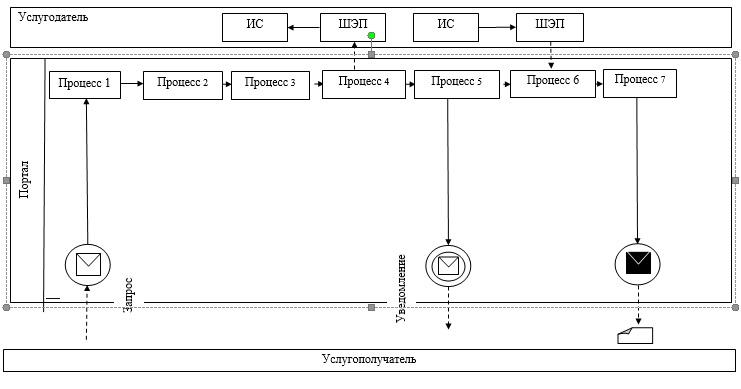 Услугодатель
ИС
ШЭП
ИС
ШЭП
Процесс 1
Процесс 2
Процесс 3
Процесс 4
Процесс 5
Процесс 6
Процесс 7
Портал
Запрос
Уведомление
Услугополучатель